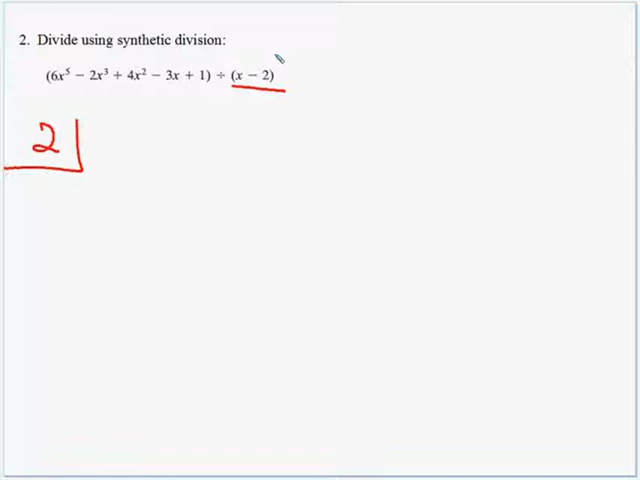 2. Divide using synthetic division:
(6x⁵ − 2x³ + 4x² − 3x + 1) ÷ (x − 2)
2